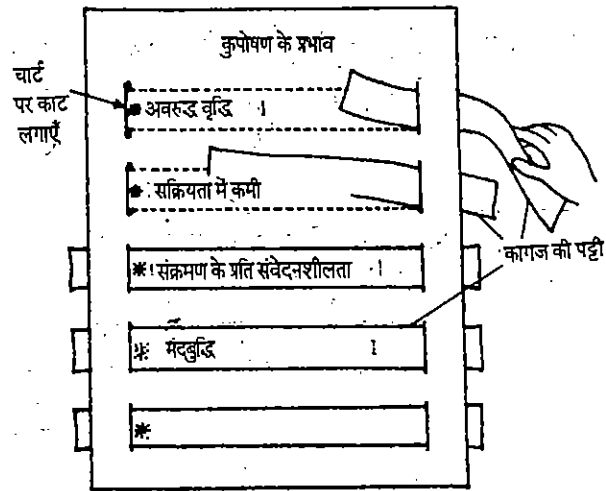 कुपोषण के प्रभाव
चार्ट
पर काट
लगाएँ
* अवरुद्ध वृद्धि
* सक्रियता में कमी
* संक्रमण के प्रति संवेदनशीलता
* मंदबुद्धि
*
कागज की पट्टी